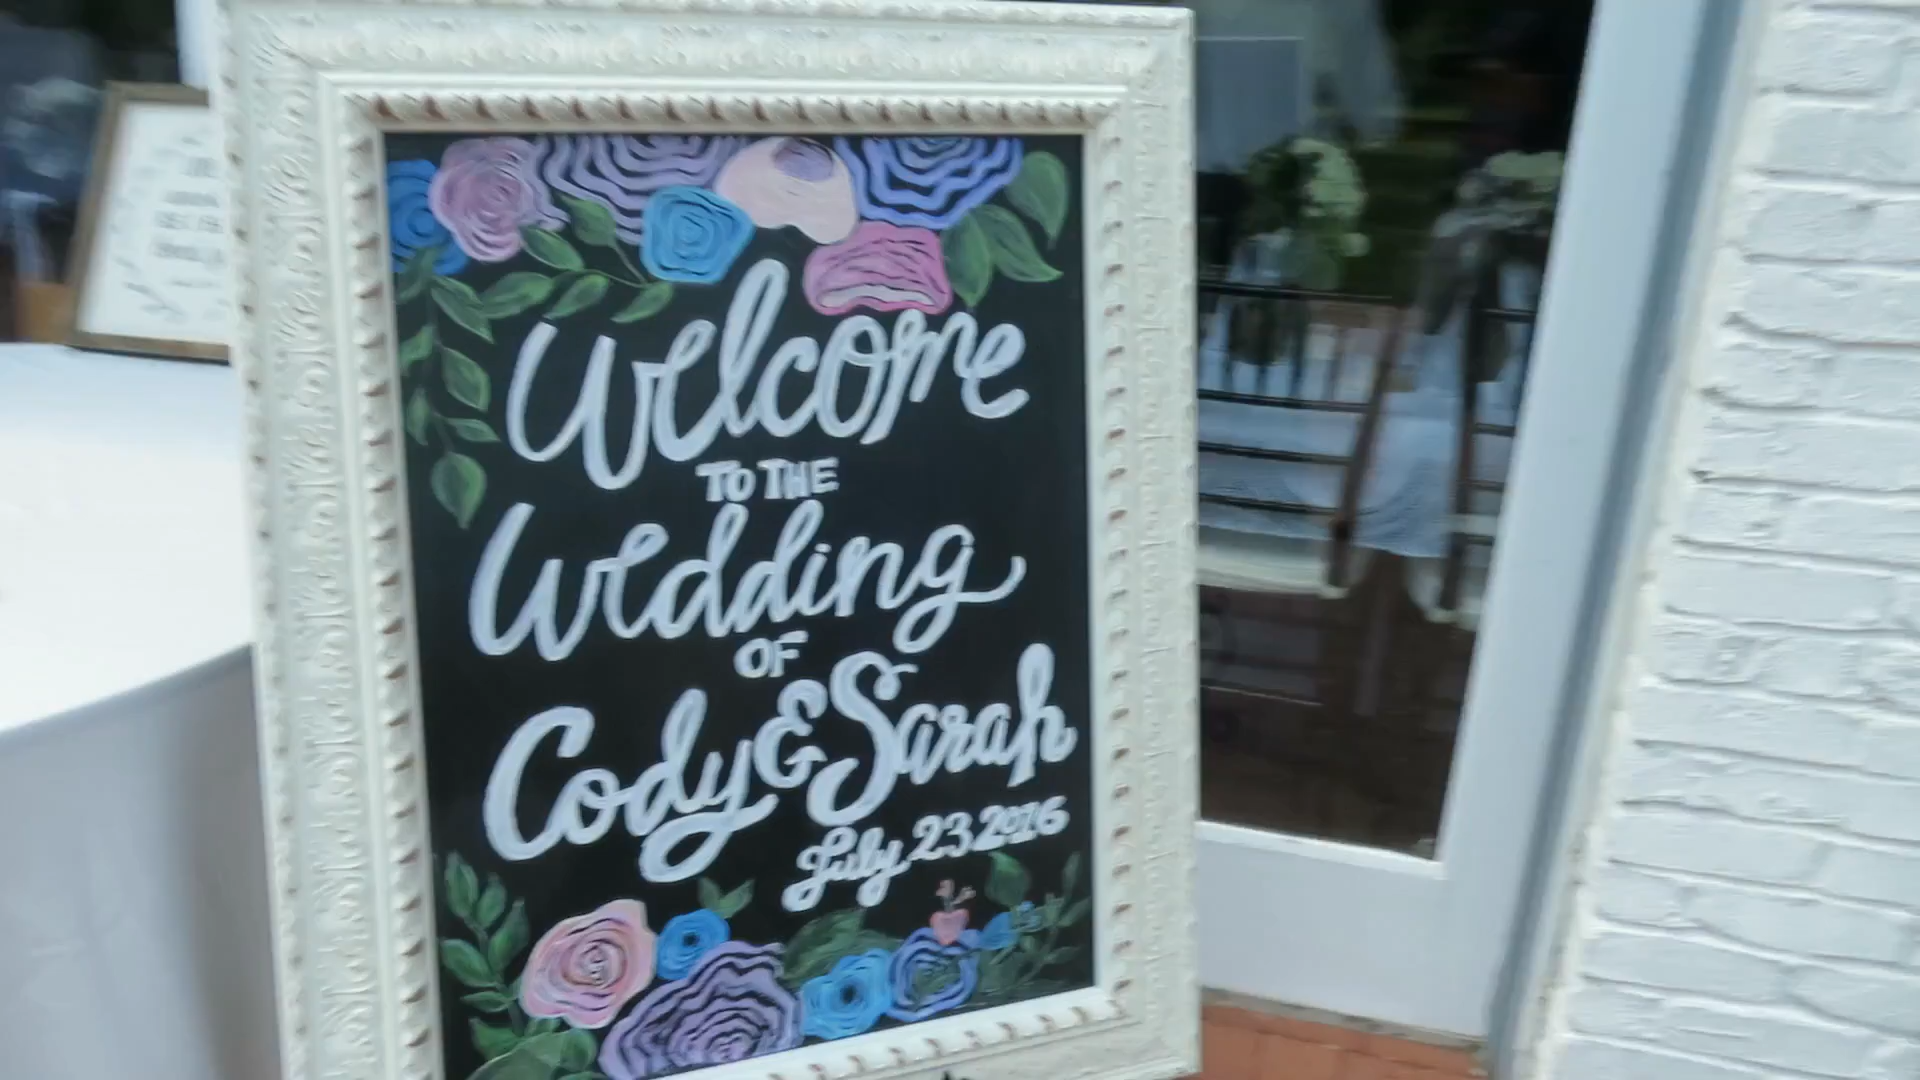 Welcome
TO THE
Wedding
OF
Cody & Sarah
July 23, 2016